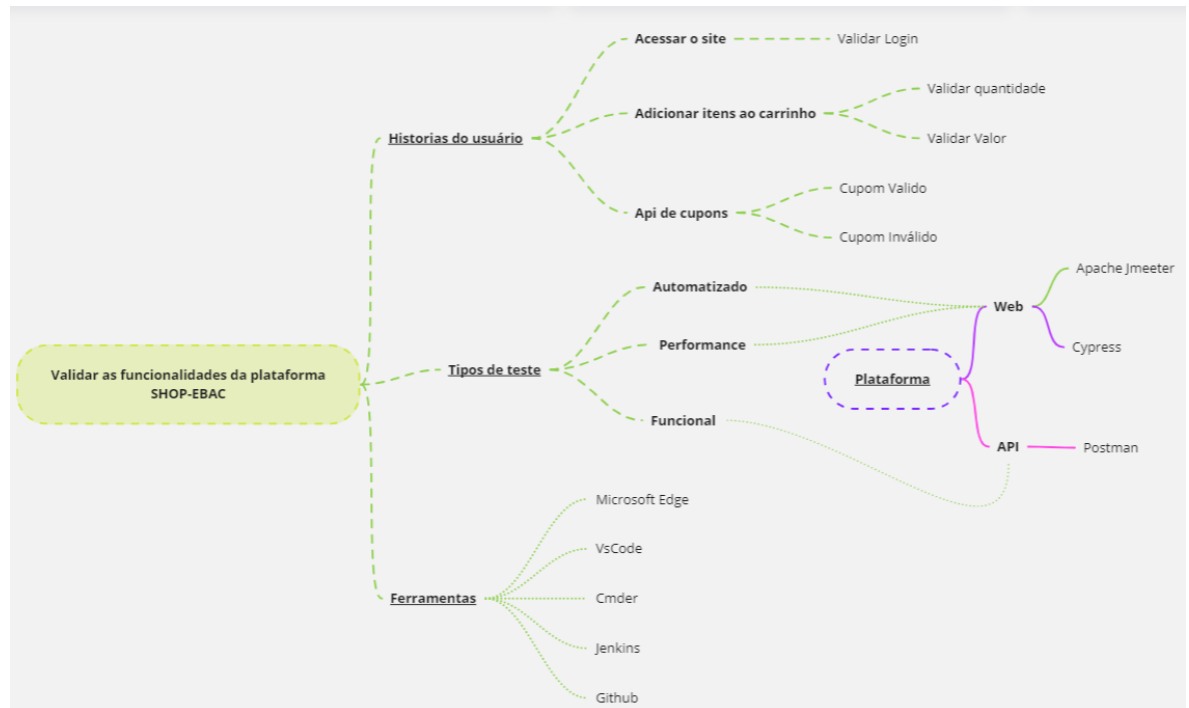 Acessar o site
Validar Login
Adicionar itens ao carrinho
Validar quantidade
Validar Valor
Historias do usuário
Api de cupons
Cupom Valido
Cupom Inválido
Validar as funcionalidades da plataforma
SHOP-EBAC
Tipos de teste
Automatizado
Performance
Funcional
Plataforma
Web
Apache Jmeeter
Cypress
API
Postman
Ferramentas
Microsoft Edge
VsCode
Cmder
Jenkins
Github